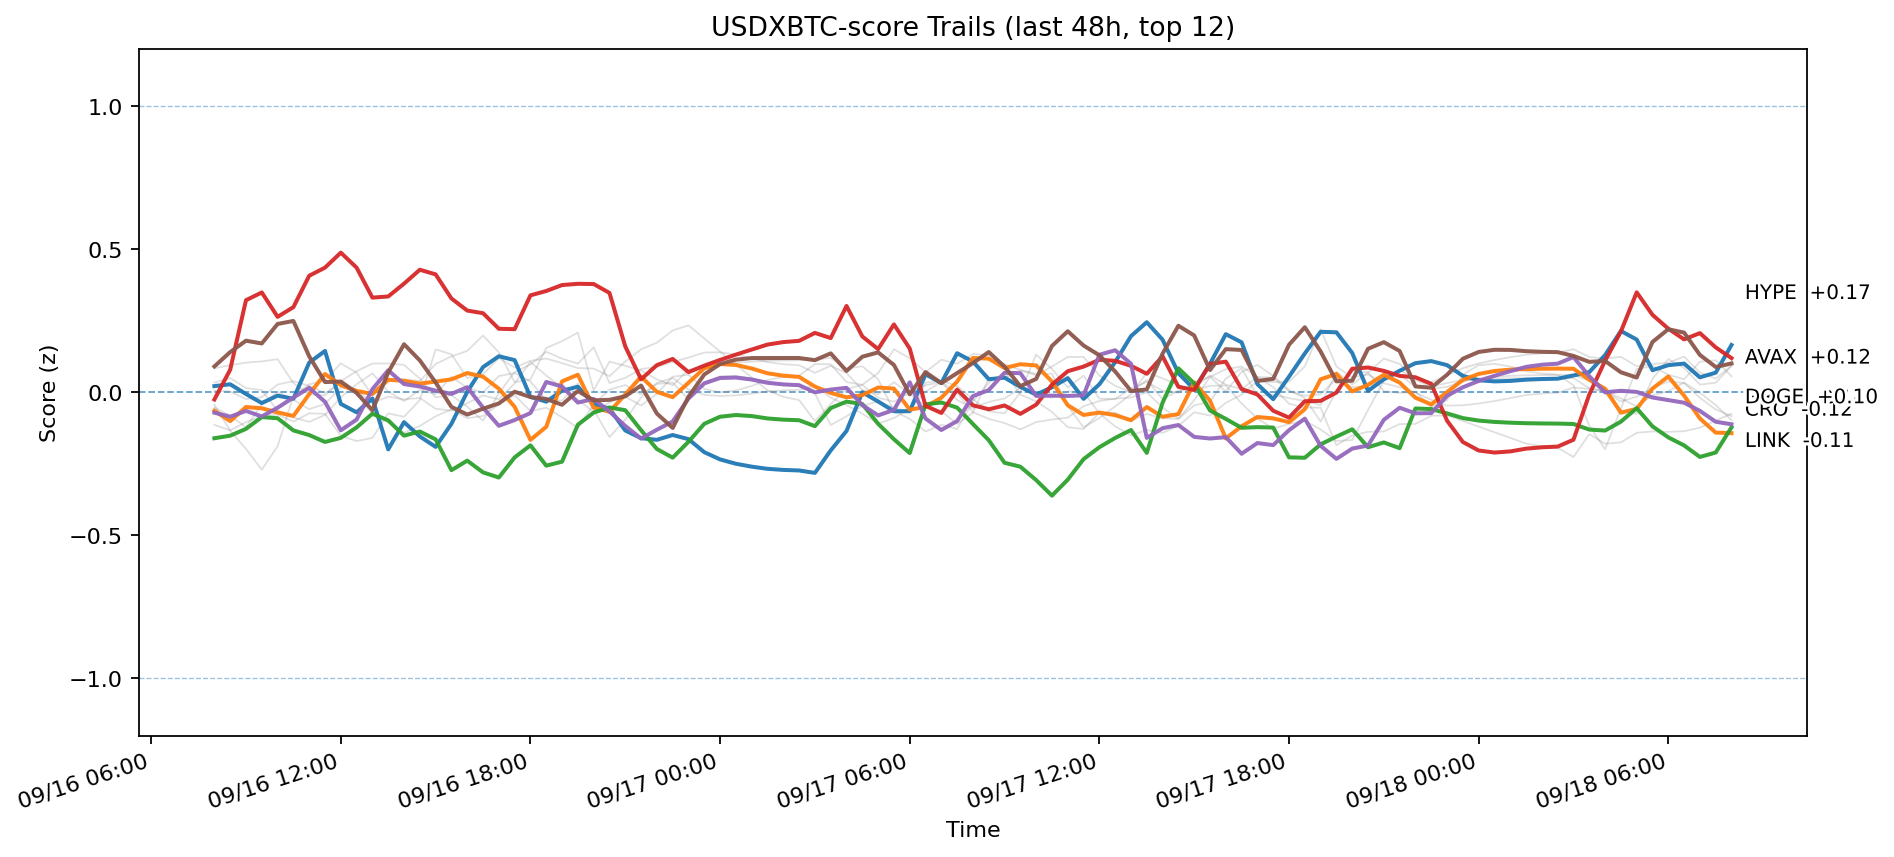 USDXBTC-score Trails (last 48h, top 12)
Score (z)
1.0
0.5
0.0
−0.5
−1.0
HYPE +0.17
AVAX +0.12
DOGE +0.10
CRO -0.12
LINK -0.11
09/16 06:00
09/16 12:00
09/16 18:00
09/17 00:00
09/17 06:00
09/17 12:00
09/17 18:00
09/18 00:00
09/18 06:00
Time